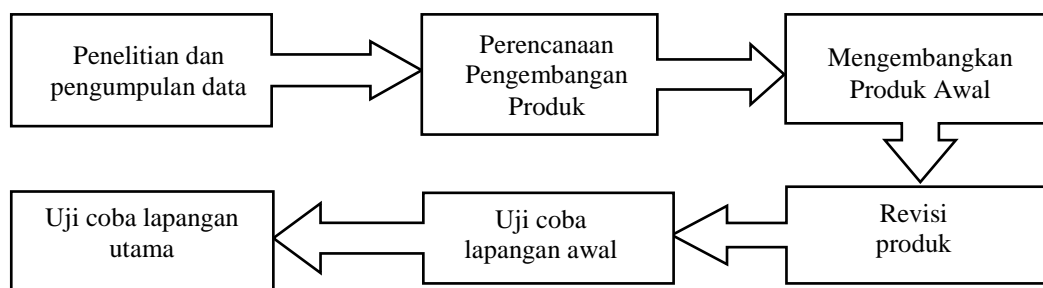 Penelitian dan
pengumpulan data
Perencanaan
Pengembangan
Produk
Mengembangkan
Produk Awal
Revisi
produk
Uji coba
lapangan awal
Uji coba lapangan
utama